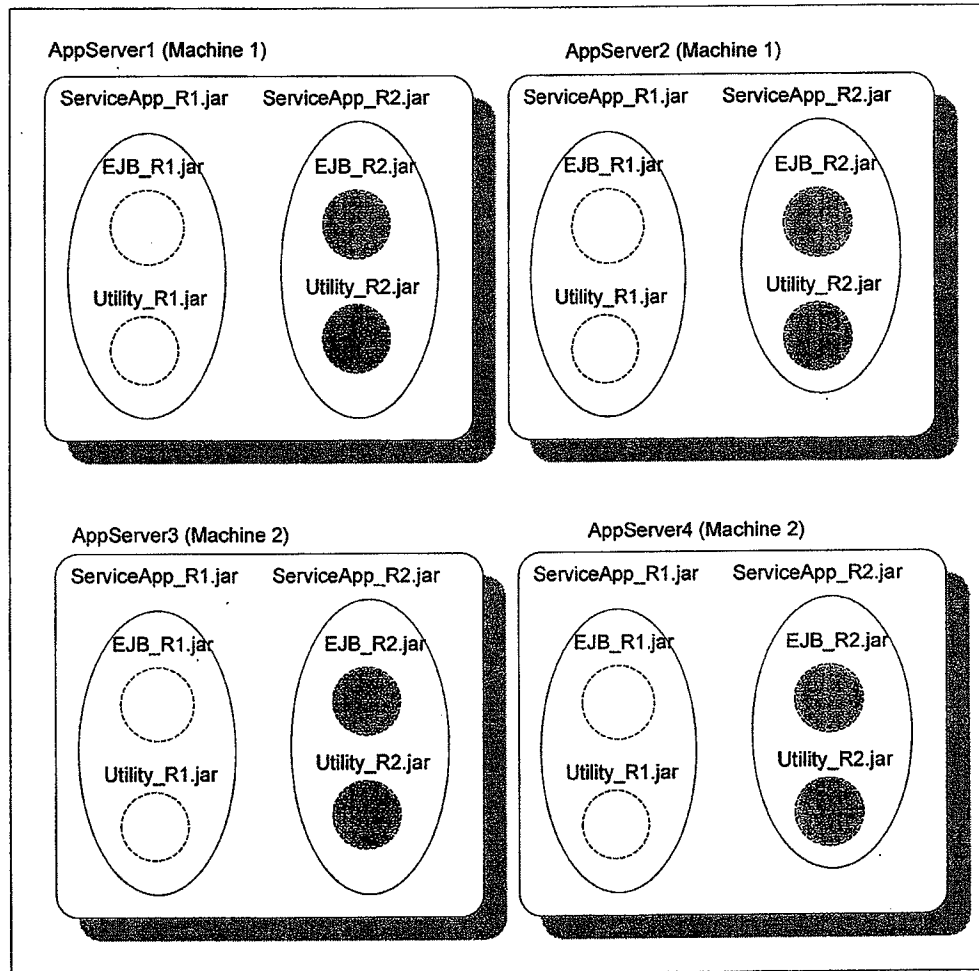 AppServer1 (Machine 1)
ServiceApp_R1.jar
ServiceApp_R2.jar
EJB_R1.jar
EJB_R2.jar
Utility_R1.jar
Utility_R2.jar
AppServer2 (Machine 1)
ServiceApp_R1.jar
ServiceApp_R2.jar
EJB_R1.jar
EJB_R2.jar
Utility_R1.jar
Utility_R2.jar
AppServer3 (Machine 2)
ServiceApp_R1.jar
ServiceApp_R2.jar
EJB_R1.jar
EJB_R2.jar
Utility_R1.jar
Utility_R2.jar
AppServer4 (Machine 2)
ServiceApp_R1.jar
ServiceApp_R2.jar
EJB_R1.jar
EJB_R2.jar
Utility_R1.jar
Utility_R2.jar